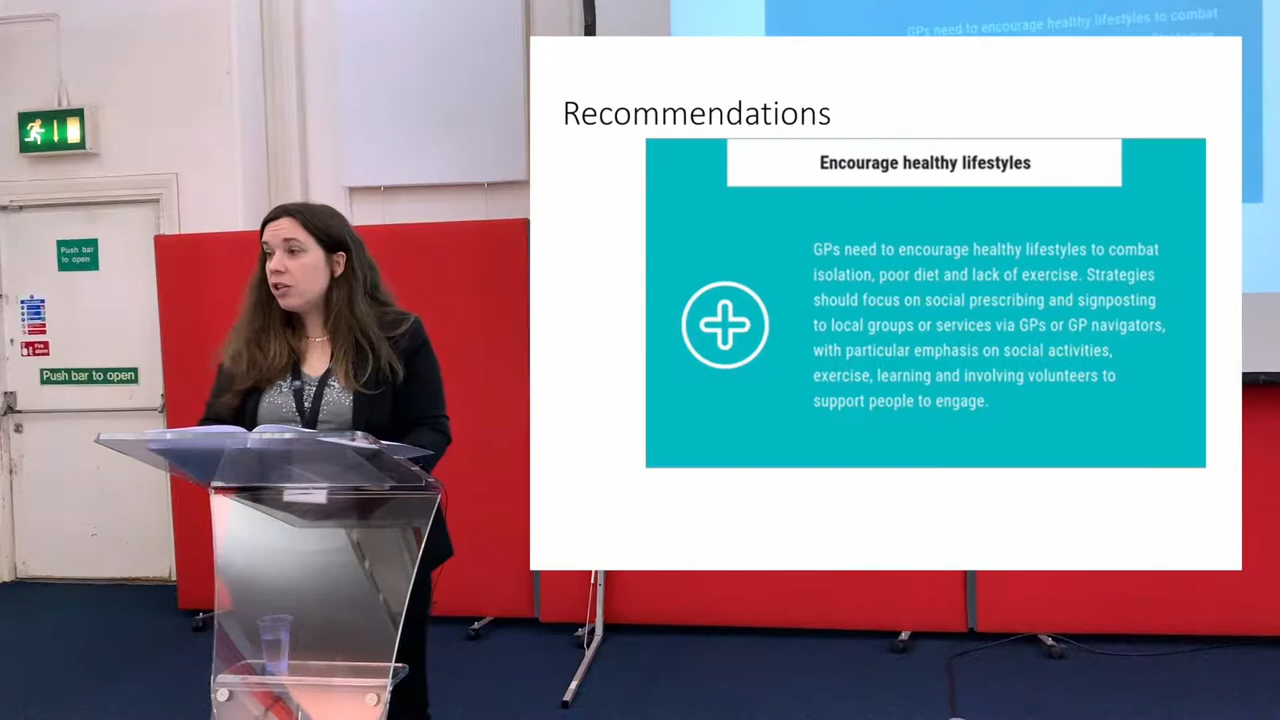 GPs need to encourage healthy lifestyles to combat
Recommendations
Encourage healthy lifestyles
GPs need to encourage healthy lifestyles to combat
isolation, poor diet and lack of exercise. Strategies
should focus on social prescribing and signposting
to local groups or services via GPs or GP navigators,
with particular emphasis on social activities,
exercise, learning and involving volunteers to
support people to engage.
Push bar
to open
Fire
alarm
Push bar to open